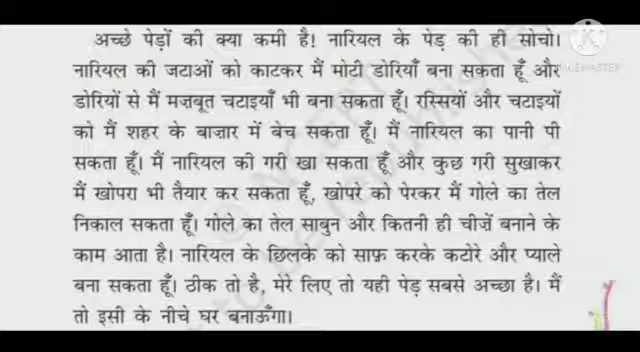 अच्छे पेड़ों की क्या कमी है! नारियल के पेड़ की ही सोचो।
नारियल की जटाओं को काटकर मैं मोटी डोरियाँ बना सकता हूँ और
डोरियों से मैं मज़बूत चटाइयाँ भी बना सकता हूँ। रस्सियों और चटाइयों
को मैं शहर के बाज़ार में बेच सकता हूँ। मैं नारियल का पानी पी
सकता हूँ। मैं नारियल की गरी खा सकता हूँ और कुछ गरी सुखाकर
मैं खोपरा भी तैयार कर सकता हूँ, खोपरे को पेरकर मैं गोले का तेल
निकाल सकता हूँ। गोले का तेल साबुन और कितनी ही चीज़ें बनाने के
काम आता है। नारियल के छिलके को साफ़ करके कटोरे और प्याले
बना सकता हूँ। ठीक तो है, मेरे लिए तो यही पेड़ सबसे अच्छा है। मैं
तो इसी के नीचे घर बनाऊँगा।